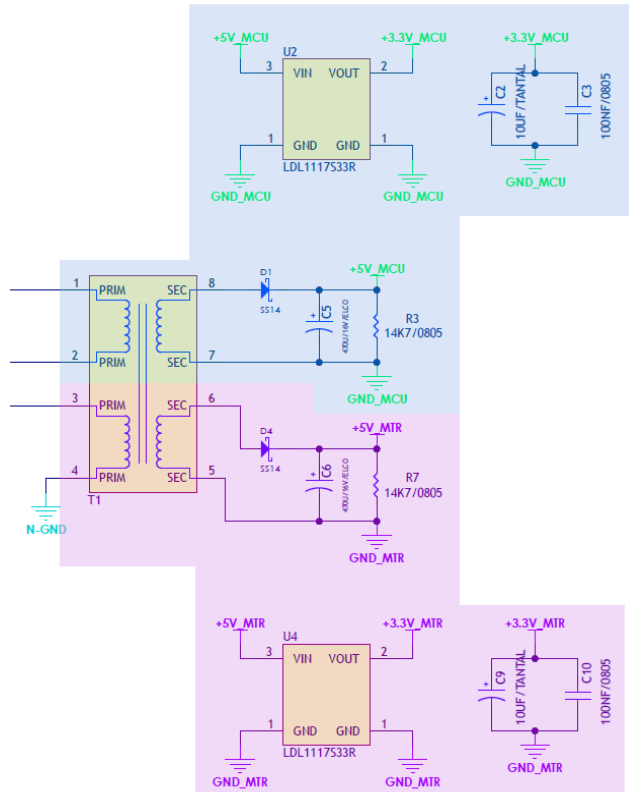 +5V_MCU
U2
+3.3V_MCU
3 VIN VOUT 2
1 GND GND 1
LDL1117S33R
GND_MCU
GND_MCU
+3.3V_MCU
+
C2
10UF/TANTAL
C3
100NF/0805
GND_MCU
1 PRIM SEC 8
2 PRIM SEC 7
3 PRIM SEC 6
4 PRIM SEC 5
T1
N-GND
D1
SS14
+5V_MCU
+
C5
470U/16V/ELCO
R3
14K7/0805
GND_MCU
D4
SS14
+5V_MTR
+
C6
470U/16V/ELCO
R7
14K7/0805
GND_MTR
+5V_MTR
U4
+3.3V_MTR
3 VIN VOUT 2
1 GND GND 1
LDL1117S33R
GND_MTR
GND_MTR
+3.3V_MTR
+
C9
10UF/TANTAL
C10
100NF/0805
GND_MTR